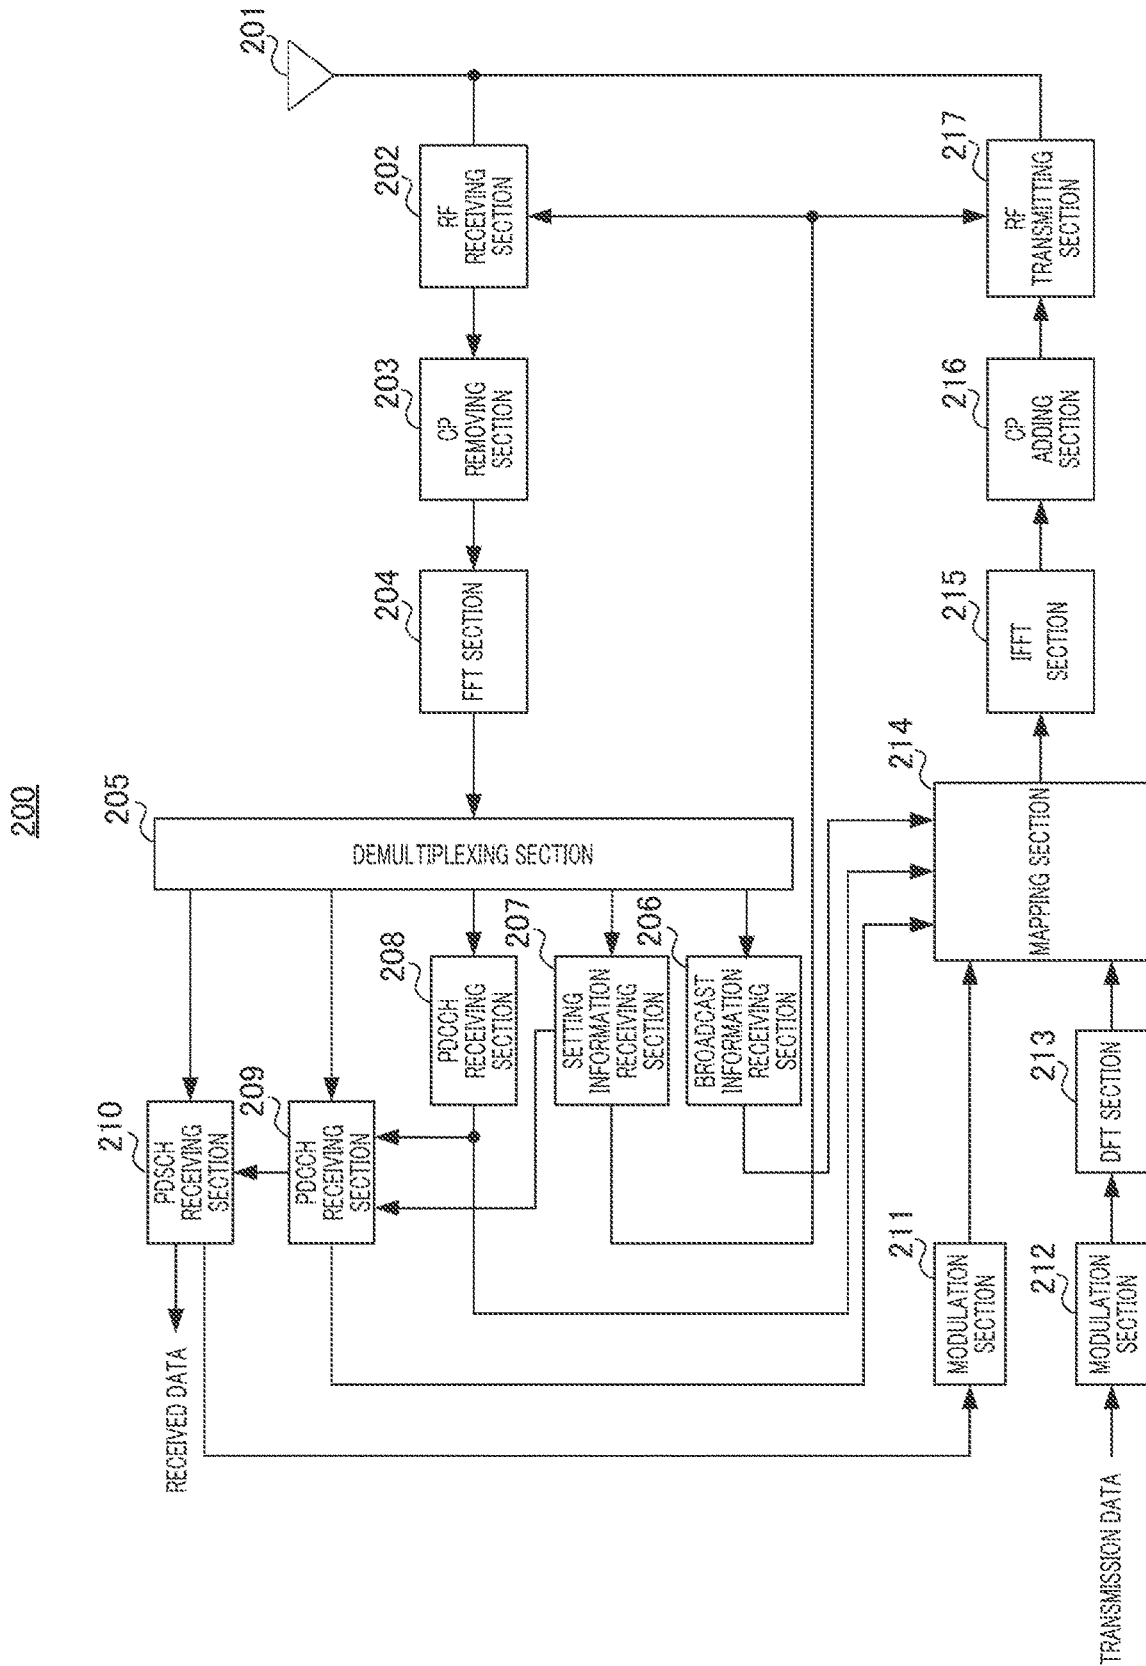 200
210
PDSCH
RECEIVING
SECTION
RECEIVED DATA
209
PDCCH
RECEIVING
SECTION
208
PDCCH
RECEIVING
SECTION
207
SETTING
INFORMATION
RECEIVING
SECTION
206
BROADCAST
INFORMATION
RECEIVING
SECTION
205
DEMULTIPLEXING SECTION
204
FFT SECTION
203
CP
REMOVING
SECTION
202
RF
RECEIVING
SECTION
201
211
MODULATION
SECTION
TRANSMISSION DATA
212
MODULATION
SECTION
213
DFT SECTION
214
MAPPING SECTION
215
IFFT
SECTION
216
CP
ADDING
SECTION
217
RF
TRANSMITTING
SECTION